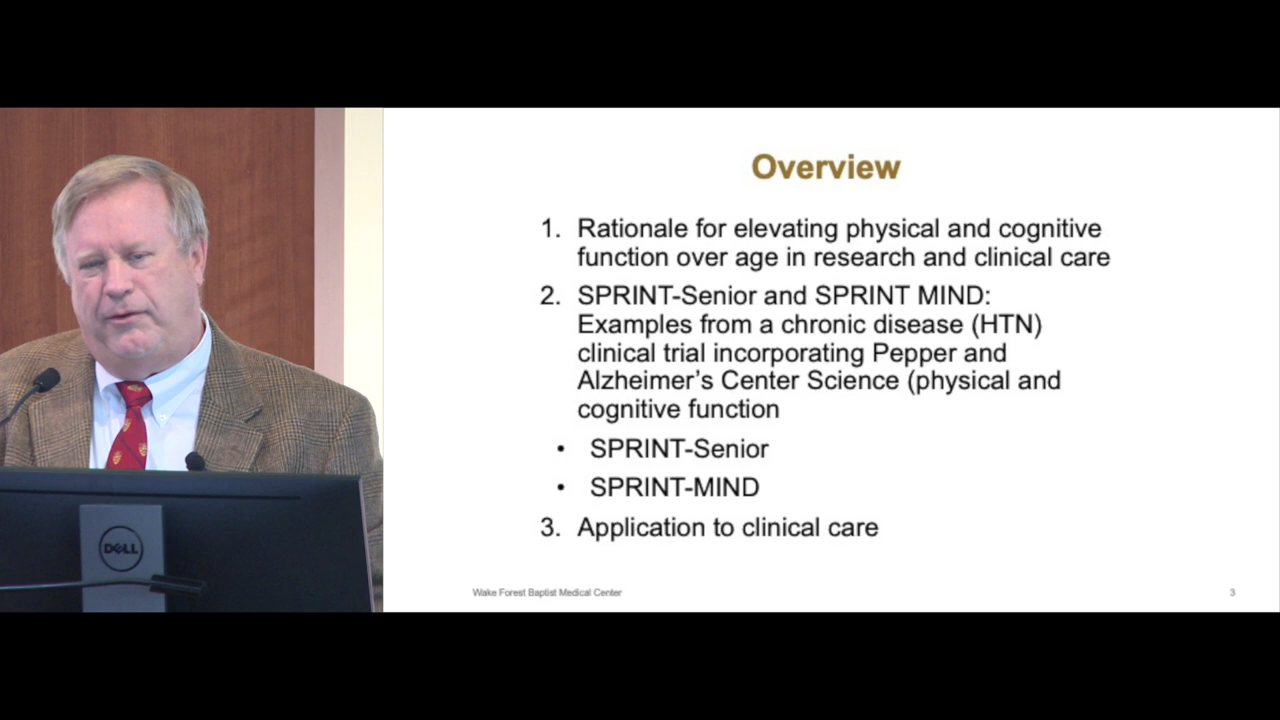 Overview
1. Rationale for elevating physical and cognitive
function over age in research and clinical care
2. SPRINT-Senior and SPRINT MIND:
Examples from a chronic disease (HTN)
clinical trial incorporating Pepper and
Alzheimer's Center Science (physical and
cognitive function
• SPRINT-Senior
• SPRINT-MIND
3. Application to clinical care
Wake Forest Baptist Medical Center
3
DELL